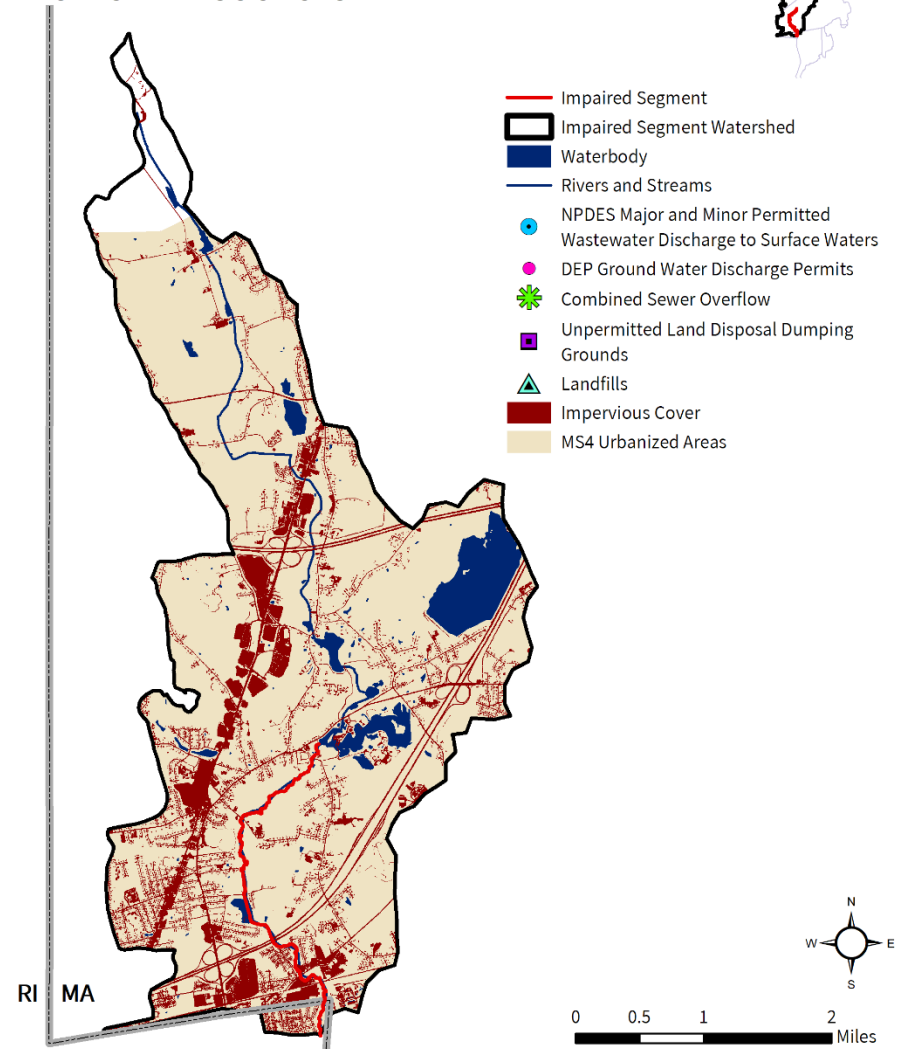 Impaired Segment
Impaired Segment Watershed
Waterbody
Rivers and Streams
NPDES Major and Minor Permitted
Wastewater Discharge to Surface Waters
DEP Ground Water Discharge Permits
Combined Sewer Overflow
Unpermitted Land Disposal Dumping
Grounds
Landfills
Impervious Cover
MS4 Urbanized Areas
N
W E
S
RI MA
0 0.5 1 2
Miles